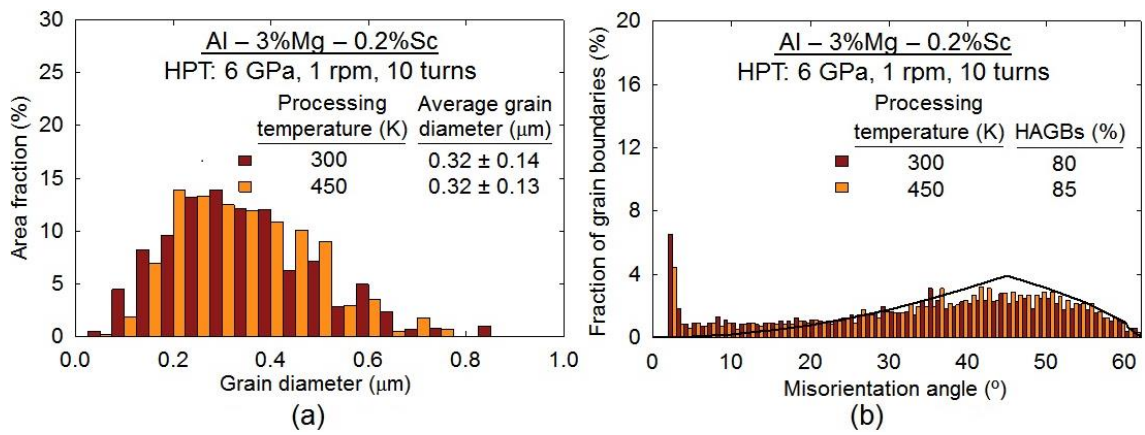 30
25
20
15
10
5
0
Area fraction (%)
Al – 3%Mg – 0.2%Sc
HPT: 6 GPa, 1 rpm, 10 turns
Processing Average grain
temperature (K) diameter (μm)
300 0.32 ± 0.14
450 0.32 ± 0.13
0.0 0.2 0.4 0.6 0.8 1.0
Grain diameter (μm)
(a)
20
16
12
8
4
0
Fraction of grain boundaries (%)
Al – 3%Mg – 0.2%Sc
HPT: 6 GPa, 1 rpm, 10 turns
Processing
temperature (K) HAGBs (%)
300 80
450 85
0 10 20 30 40 50 60
Misorientation angle (º)
(b)